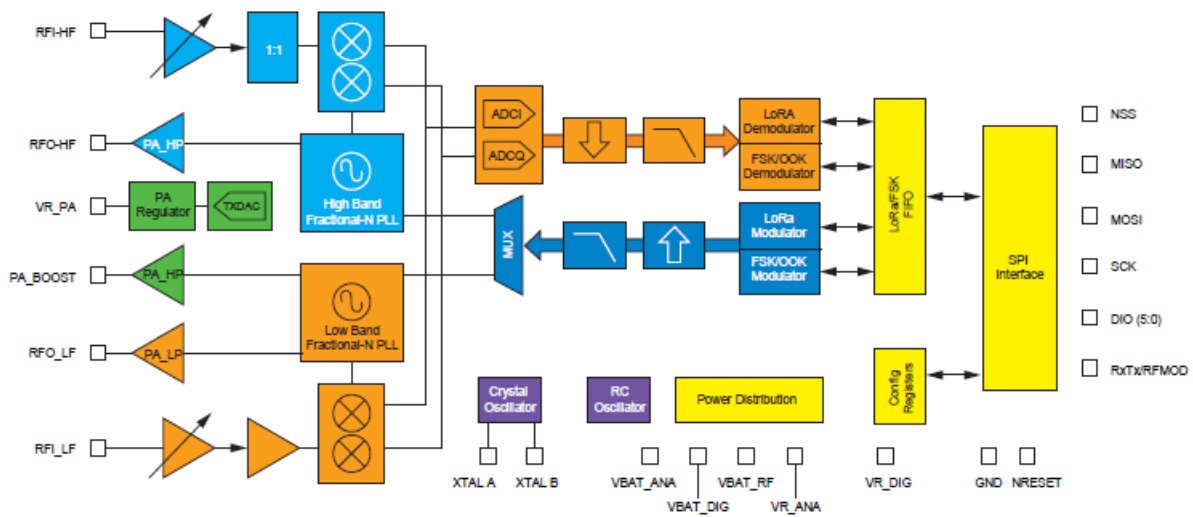 RFI-HF
1:1
RFO-HF
PA_HP
VR_PA
PA
Regulator
TXDAC
High Band
Fractional-N PLL
PA_BOOST
PA_HP
RFO_LF
PA_LP
Low Band
Fractional-N PLL
RFI_LF
ADCI
ADCQ
MUX
LoRA
Demodulator
FSK/OOK
Demodulator
LoRa
Modulator
FSK/OOK
Modulator
LoRa/FSK
FIFO
SPI
Interface
Config
Registers
NSS
MISO
MOSI
SCK
DIO (5:0)
RxTx/RFMOD
Crystal
Oscillator
RC
Oscillator
Power Distribution
XTAL A
XTAL B
VBAT_ANA
VBAT_DIG
VBAT_RF
VR_ANA
VR_DIG
GND
NRESET